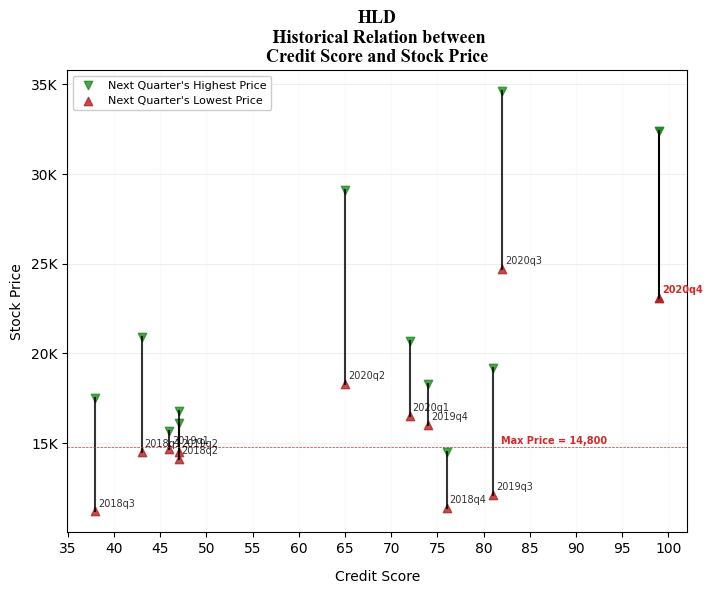 HLD
Historical Relation between
Credit Score and Stock Price
Next Quarter's Highest Price
Next Quarter's Lowest Price
35K
30K
25K
20K
15K
Stock Price
2020q3
2020q4
2020q2
2020q1
2019q4
2019q1
2019q2
2018q2
Max Price = 14,800
2019q3
2018q4
2018q3
35 40 45 50 55 60 65 70 75 80 85 90 95 100
Credit Score